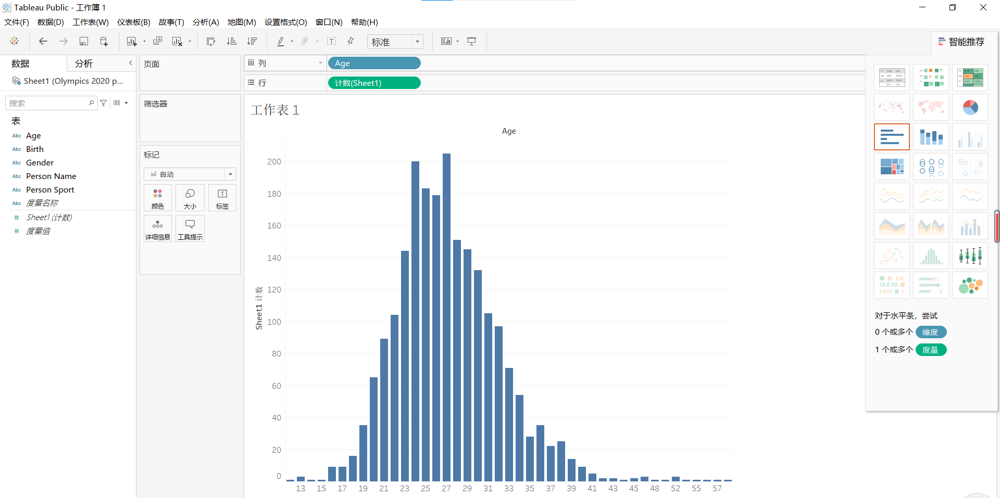 Tableau Public - 工作簿 1
文件(F) 数据(D) 工作表(W) 仪表板(B) 故事(T) 分析(A) 地图(M) 设置格式(O) 窗口(N) 帮助(H)
标准
智能推荐
数据 分析
Sheet1 (Olympics 2020 p...
搜索
表
Abc Age
Abc Birth
Abc Gender
Abc Person Name
Abc Person Sport
Abc 度量名称
Sheet1 (计数)
度量值
页面
筛选器
标记
自动
颜色 大小 标签
详细信息 工具提示
列 Age
行 计数(Sheet1)
工作表 1
Age
Sheet1 计数
200
180
160
140
120
100
80
60
40
20
0
13 15 17 19 21 23 25 27 29 31 33 35 37 39 41 43 45 48 52 55 57
对于水平条，尝试
0 个或多个 维度
1 个或多个 度量